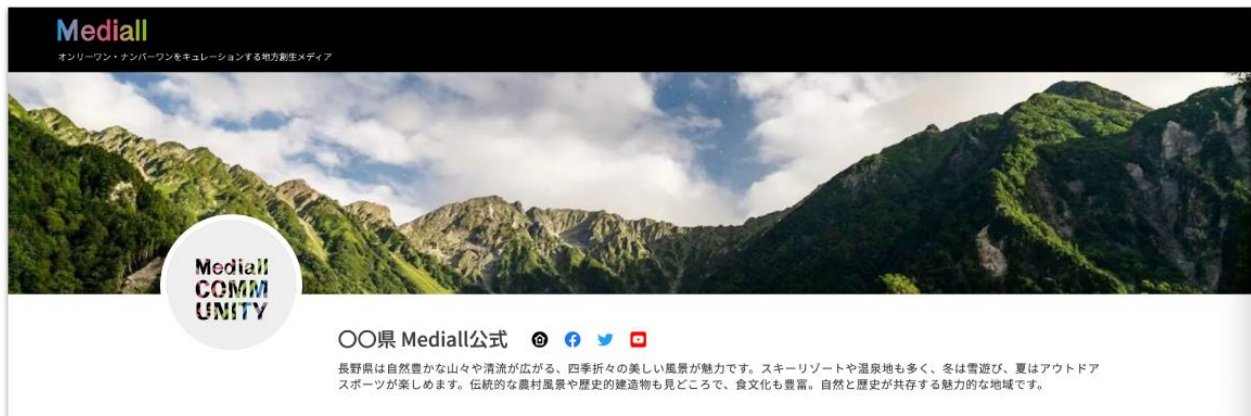 Mediall
オンリーワン・ナンバーワンをキュレーションする地方創生メディア
Mediall
COMM
UNITY
〇〇県 Mediall公式
長野県は自然豊かな山々や清流が広がる、四季折々の美しい風景が魅力です。スキーリゾートや温泉地も多く、冬は雪遊び、夏はアウトドア
スポーツが楽しめます。伝統的な農村風景や歴史的建造物も見どころで、食文化も豊富。自然と歴史が共存する魅力的な地域です。